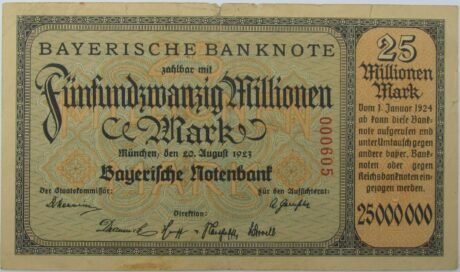 BAYERISCHE BANKNOTE
zahlbar mit
Fünfundzwanzig Millionen
Mark
München, den 20. August 1923
Bayerische Notenbank
Der Staatskommissär:
Für den Aufsichtsrat:
Direktion:
000605
25
Millionen
Mark
Vom 1. Januar 1924
ab kann diese Bank-
note aufgerufen und
unter Umtausch gegen
andere bayer. Bank-
noten oder gegen
Reichsbanknoten ein-
gezogen werden.
25000000